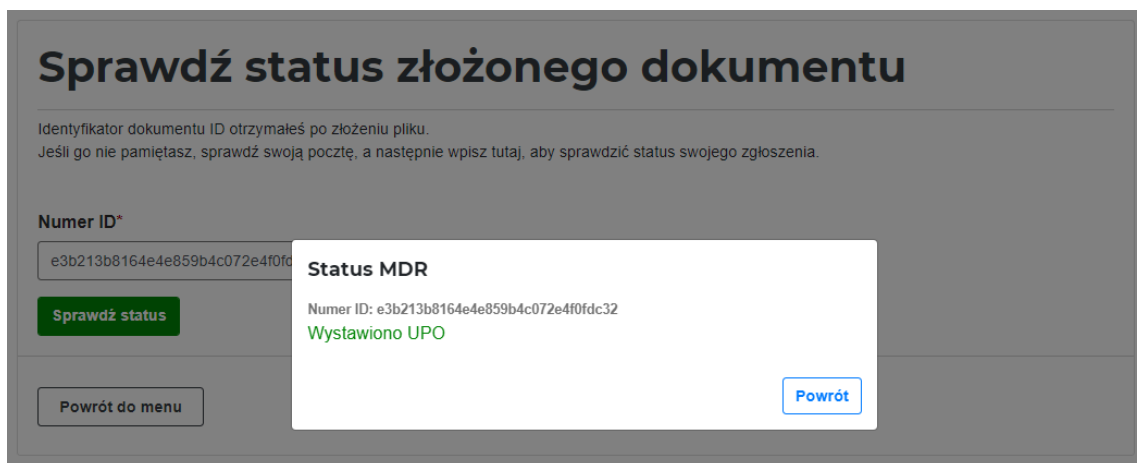 Sprawdź status złożonego dokumentu
Identyfikator dokumentu ID otrzymałeś po złożeniu pliku.
Jeśli go nie pamiętasz, sprawdź swoją pocztę, a następnie wpisz tutaj, aby sprawdzić status swojego zgłoszenia.
Numer ID*
e3b213b8164e4e859b4c072e4f0fd
Sprawdź status
Powrót do menu
Status MDR
Numer ID: e3b213b8164e4e859b4c072e4f0fdc32
Wystawiono UPO
Powrót